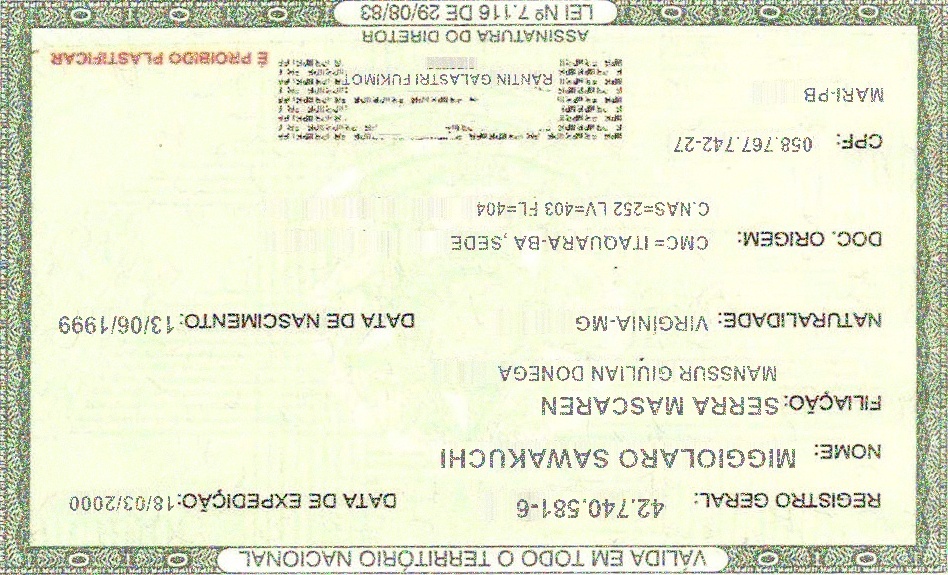 VALIDA EM TODO O TERRITÓRIO NACIONAL
REGISTRO GERAL: 42.740.581-6 DATA DE EXPEDIÇÃO: 18/03/2000
NOME: MIGGIOLARO SAWAKUCHI
FILIAÇÃO: SERRA MASCAREN
MANSSUR GIULIAN DONEGA
NATURALIDADE: VIRGÍNIA-MG DATA DE NASCIMENTO: 13/06/1999
DOC. ORIGEM: CMC=ITAQUARA-BA ,SEDE
C.NAS=252 LV=403 FL=404
CPF: 058.767.742-27
MARI-PB
RANTIN GALASTRI FUKIMOT
É PROIBIDO PLASTIFICAR
ASSINATURA DO DIRETOR
LEI Nº 7.116 DE 29/08/83